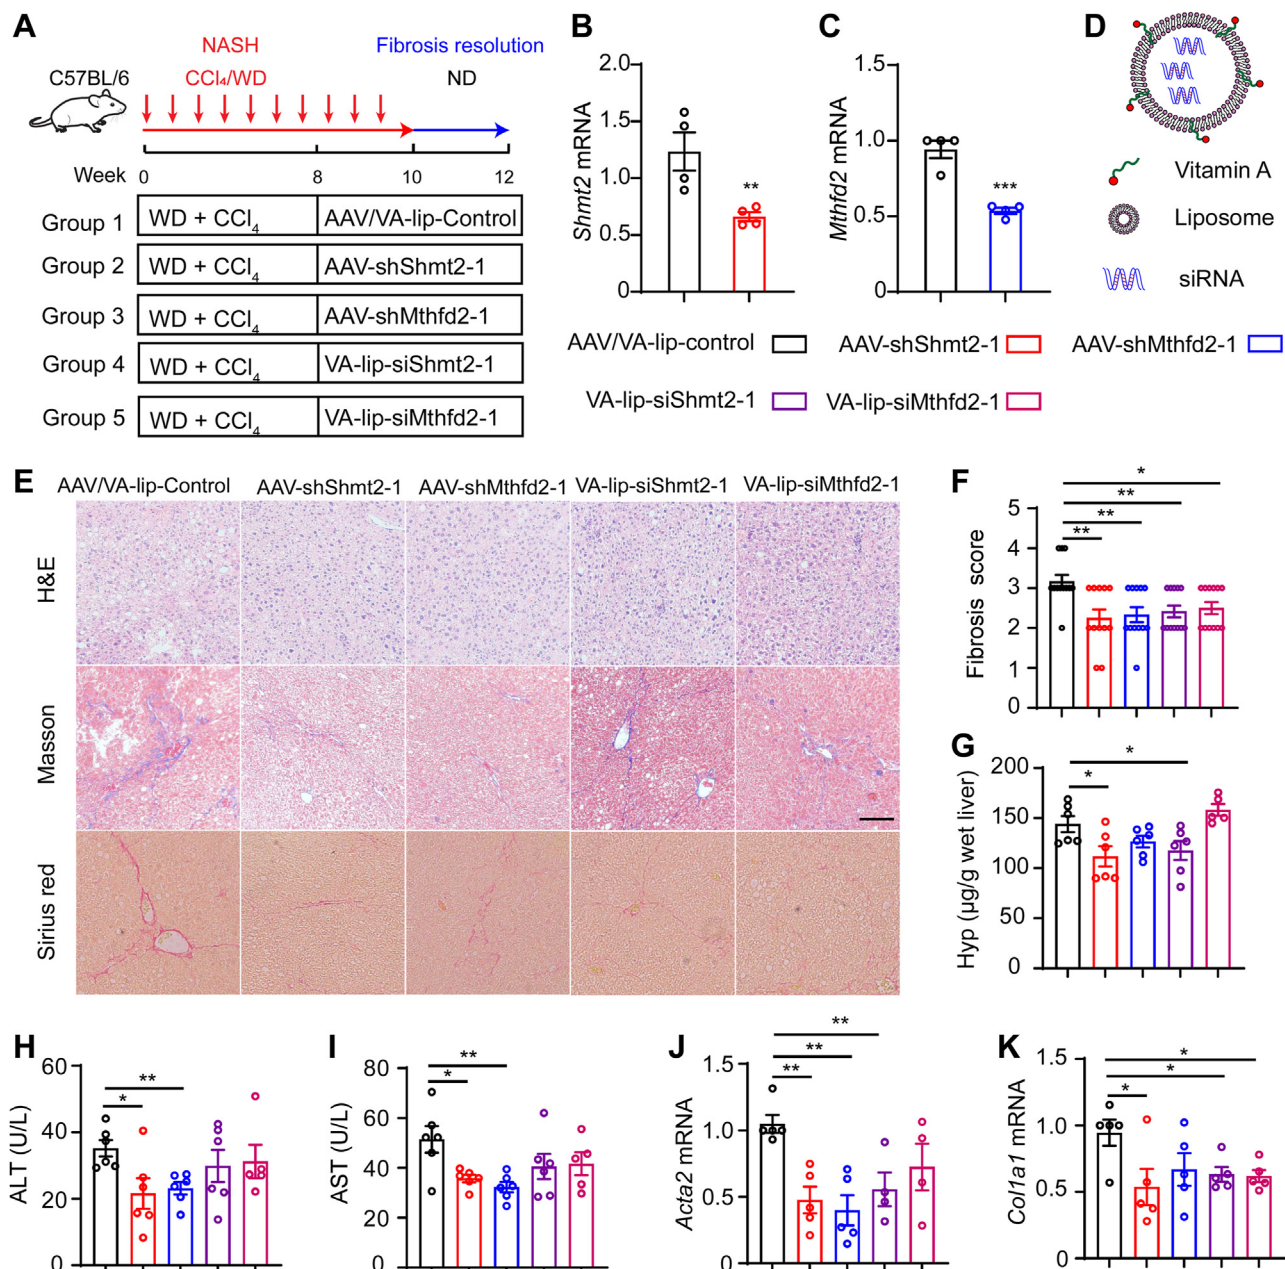 A
C57BL/6
NASH
CCl₄/WD
Fibrosis resolution
ND
Week
0
8
10
12
Group 1
WD + CCl₄
AAV/VA-lip-Control
Group 2
WD + CCl₄
AAV-shShmt2-1
Group 3
WD + CCl₄
AAV-shMthfd2-1
Group 4
WD + CCl₄
VA-lip-siShmt2-1
Group 5
WD + CCl₄
VA-lip-siMthfd2-1
B
Shmt2 mRNA
2.0
1.5
1.0
0.5
0
**
C
Mthfd2 mRNA
1.5
1.0
0.5
0
***
D
Vitamin A
Liposome
siRNA
AAV/VA-lip-control
AAV-shShmt2-1
AAV-shMthfd2-1
VA-lip-siShmt2-1
VA-lip-siMthfd2-1
E
AAV/VA-lip-Control
AAV-shShmt2-1
AAV-shMthfd2-1
VA-lip-siShmt2-1
VA-lip-siMthfd2-1
H&E
Masson
Sirius red
F
Fibrosis score
5
4
3
2
1
0
*
**
**
**
G
Hyp (µg/g wet liver)
200
150
100
50
0
*
*
H
ALT (U/L)
60
40
20
0
**
*
I
AST (U/L)
80
60
40
20
0
**
*
J
Acta2 mRNA
1.5
1.0
0.5
0
**
**
**
K
Col1a1 mRNA
1.5
1.0
0.5
0
*
*
*